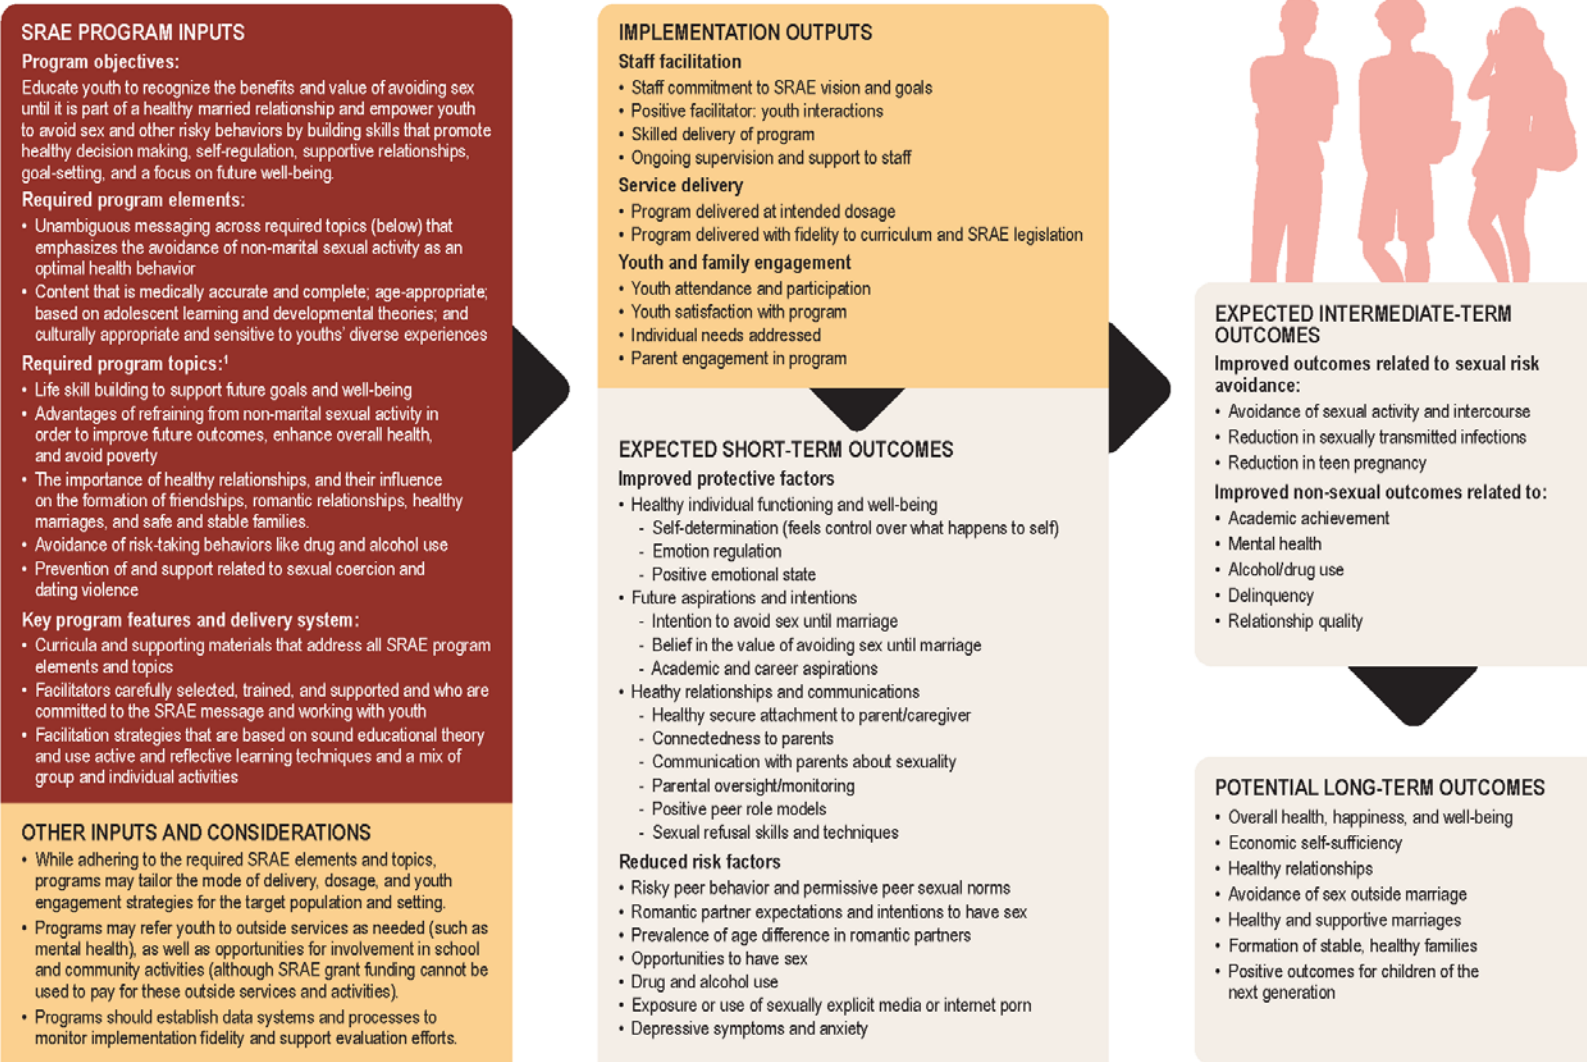 SRAE PROGRAM INPUTS
Program objectives:
Educate youth to recognize the benefits and value of avoiding sex
until it is part of a healthy married relationship and empower youth
to avoid sex and other risky behaviors by building skills that promote
healthy decision making, self-regulation, supportive relationships,
goal-setting, and a focus on future well-being.
Required program elements:
• Unambiguous messaging across required topics (below) that
emphasizes the avoidance of non-marital sexual activity as an
optimal health behavior
• Content that is medically accurate and complete; age-appropriate;
based on adolescent learning and developmental theories; and
culturally appropriate and sensitive to youths' diverse experiences
Required program topics:¹
• Life skill building to support future goals and well-being
• Advantages of refraining from non-marital sexual activity in
order to improve future outcomes, enhance overall health,
and avoid poverty
• The importance of healthy relationships, and their influence
on the formation of friendships, romantic relationships, healthy
marriages, and safe and stable families.
• Avoidance of risk-taking behaviors like drug and alcohol use
• Prevention of and support related to sexual coercion and
dating violence
Key program features and delivery system:
• Curricula and supporting materials that address all SRAE program
elements and topics
• Facilitators carefully selected, trained, and supported and who are
committed to the SRAE message and working with youth
• Facilitation strategies that are based on sound educational theory
and use active and reflective learning techniques and a mix of
group and individual activities
OTHER INPUTS AND CONSIDERATIONS
• While adhering to the required SRAE elements and topics,
programs may tailor the mode of delivery, dosage, and youth
engagement strategies for the target population and setting.
• Programs may refer youth to outside services as needed (such as
mental health), as well as opportunities for involvement in school
and community activities (although SRAE grant funding cannot be
used to pay for these outside services and activities).
• Programs should establish data systems and processes to
monitor implementation fidelity and support evaluation efforts.
IMPLEMENTATION OUTPUTS
Staff facilitation
• Staff commitment to SRAE vision and goals
• Positive facilitator: youth interactions
• Skilled delivery of program
• Ongoing supervision and support to staff
Service delivery
• Program delivered at intended dosage
• Program delivered with fidelity to curriculum and SRAE legislation
Youth and family engagement
• Youth attendance and participation
• Youth satisfaction with program
• Individual needs addressed
• Parent engagement in program
EXPECTED SHORT-TERM OUTCOMES
Improved protective factors
• Healthy individual functioning and well-being
- Self-determination (feels control over what happens to self)
- Emotion regulation
- Positive emotional state
• Future aspirations and intentions
- Intention to avoid sex until marriage
- Belief in the value of avoiding sex until marriage
- Academic and career aspirations
• Heathy relationships and communications
- Healthy secure attachment to parent/caregiver
- Connectedness to parents
- Communication with parents about sexuality
- Parental oversight/monitoring
- Positive peer role models
- Sexual refusal skills and techniques
Reduced risk factors
• Risky peer behavior and permissive peer sexual norms
• Romantic partner expectations and intentions to have sex
• Prevalence of age difference in romantic partners
• Opportunities to have sex
• Drug and alcohol use
• Exposure or use of sexually explicit media or internet porn
• Depressive symptoms and anxiety
EXPECTED INTERMEDIATE-TERM
OUTCOMES
Improved outcomes related to sexual risk
avoidance:
• Avoidance of sexual activity and intercourse
• Reduction in sexually transmitted infections
• Reduction in teen pregnancy
Improved non-sexual outcomes related to:
• Academic achievement
• Mental health
• Alcohol/drug use
• Delinquency
• Relationship quality
POTENTIAL LONG-TERM OUTCOMES
• Overall health, happiness, and well-being
• Economic self-sufficiency
• Healthy relationships
• Avoidance of sex outside marriage
• Healthy and supportive marriages
• Formation of stable, healthy families
• Positive outcomes for children of the
next generation